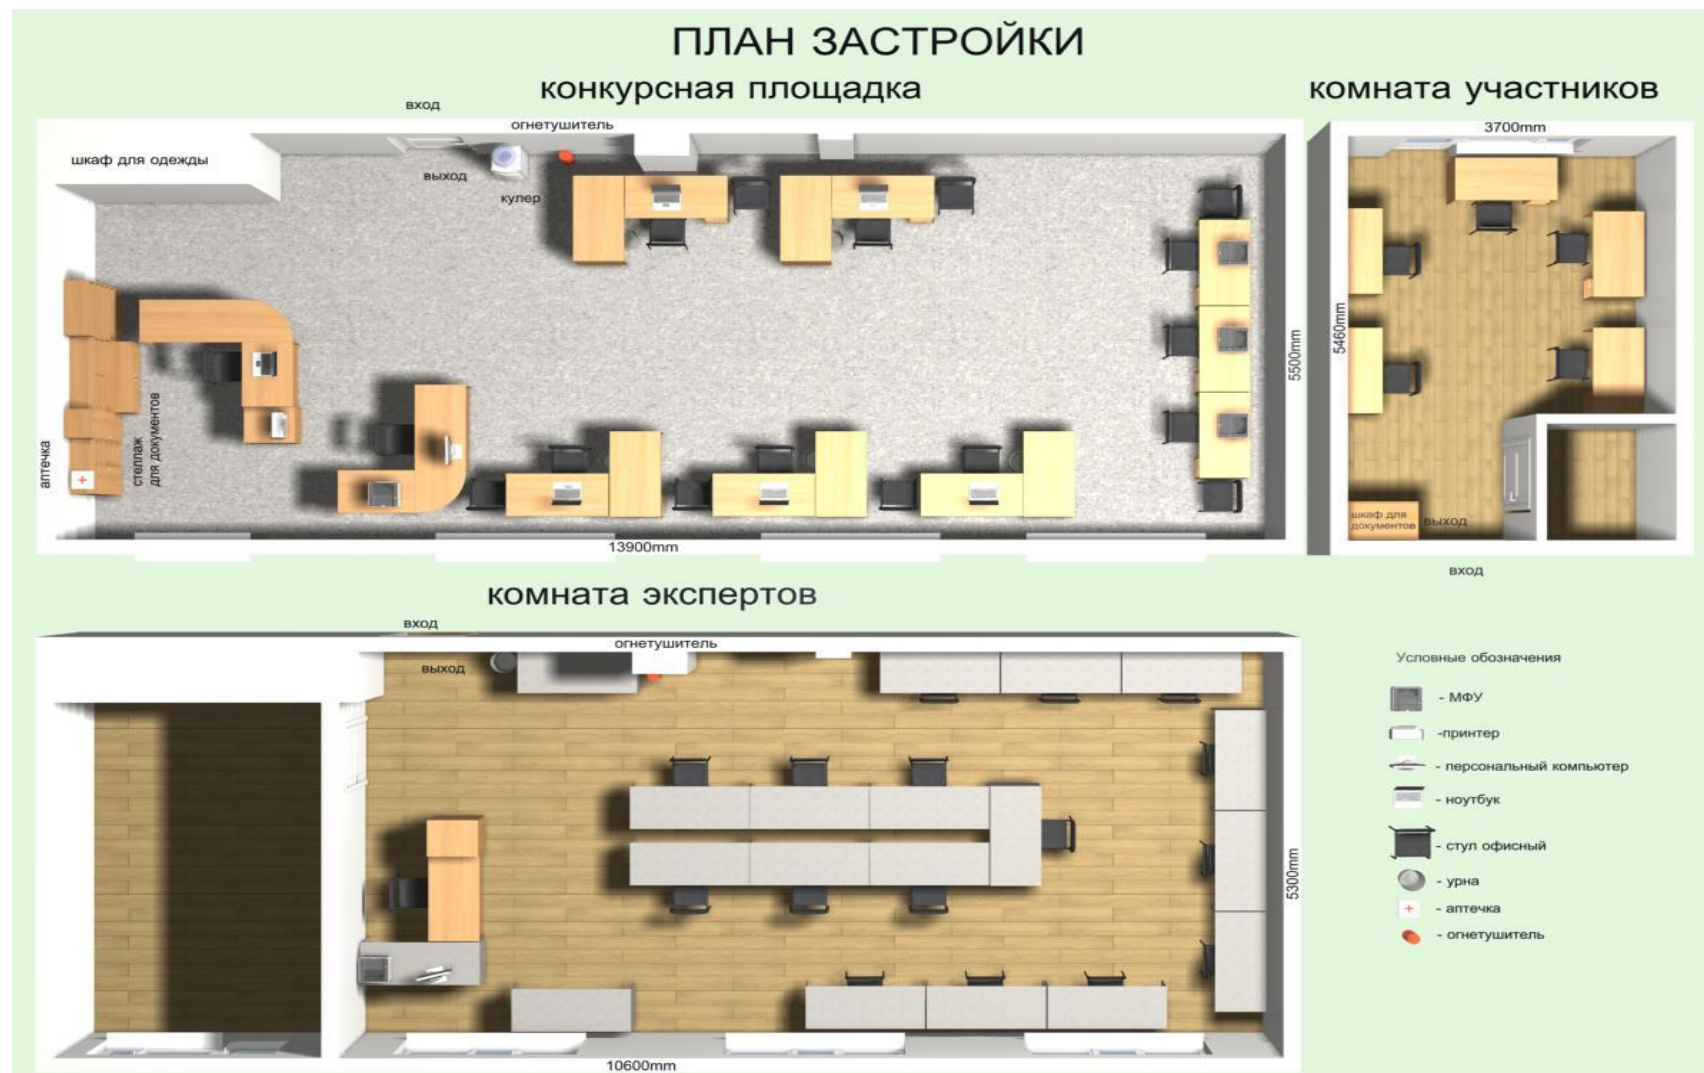 ПЛАН ЗАСТРОЙКИ
конкурсная площадка
комната участников
вход
огнетушитель
3700mm
шкаф для одежды
выход
кулер
5460mm
5500mm
аптечка
стеллаж
для документов
шкаф для
документов
выход
13900mm
вход
комната экспертов
вход
огнетушитель
выход
5300mm
10600mm
Условные обозначения
- МФУ
-принтер
- персональный компьютер
- ноутбук
- стул офисный
- урна
- аптечка
- огнетушитель